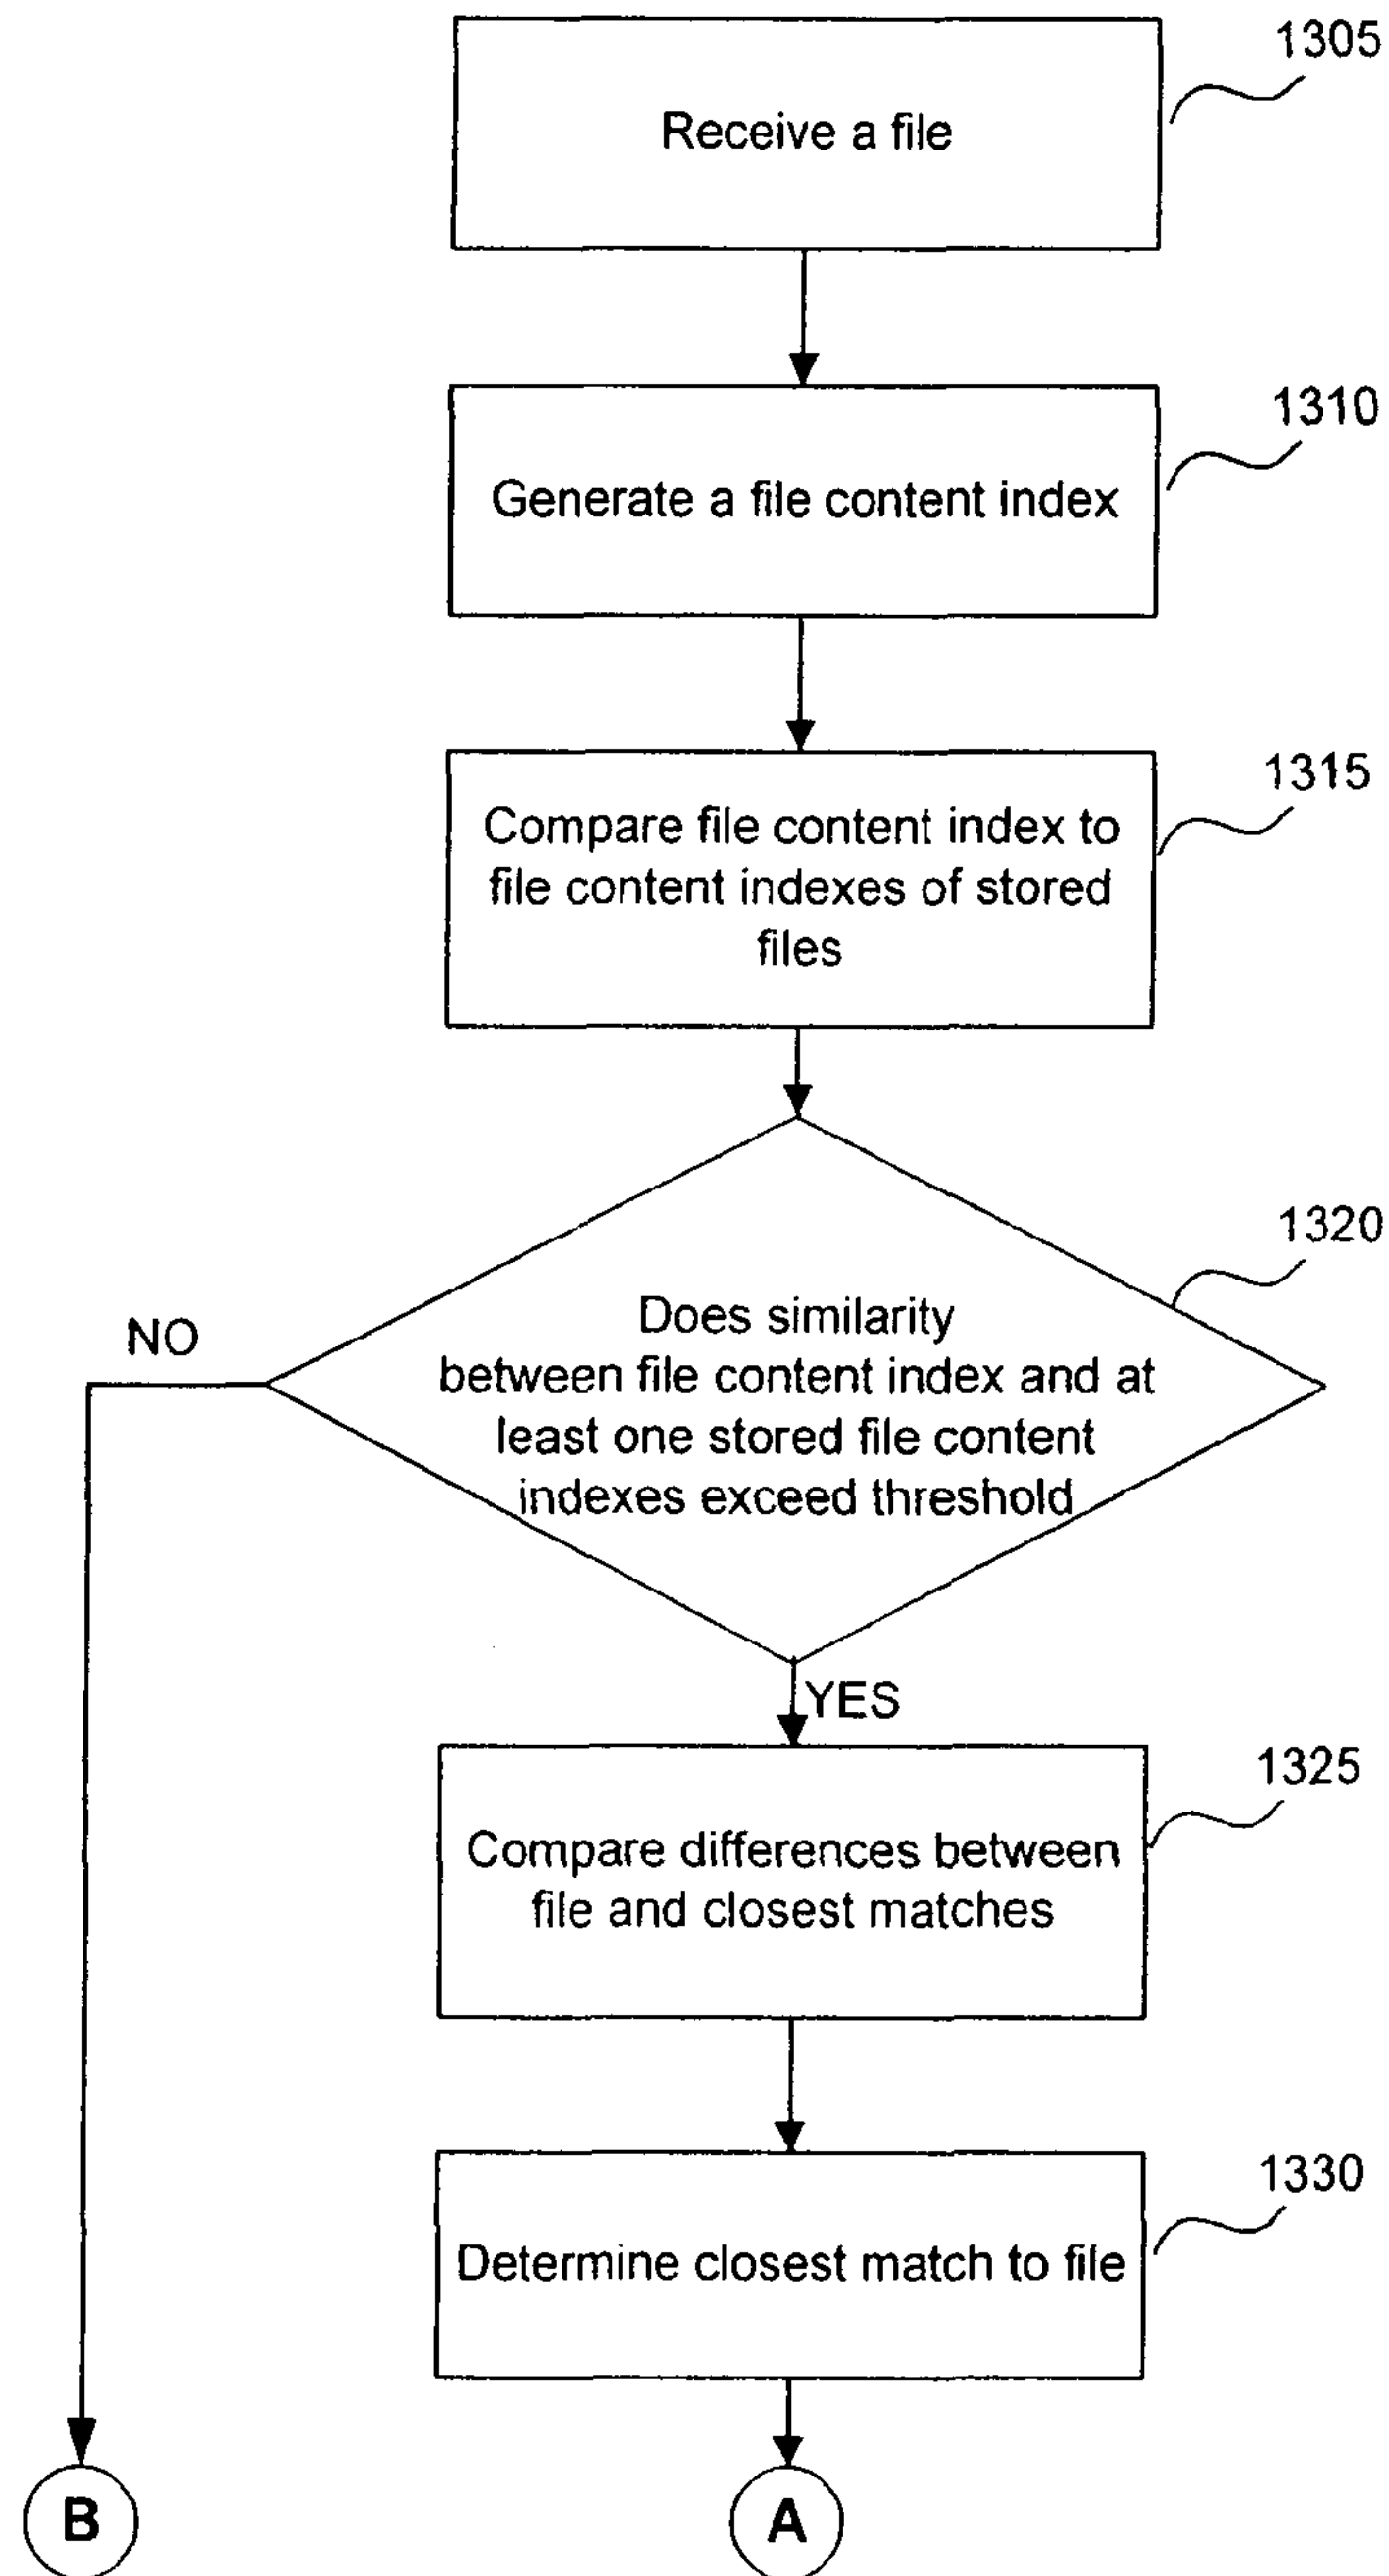 1305
Receive a file
1310
Generate a file content index
1315
Compare file content index to
file content indexes of stored
files
1320
NO
Does similarity
between file content index and at
least one stored file content
indexes exceed threshold
YES
1325
Compare differences between
file and closest matches
1330
Determine closest match to file
B
A